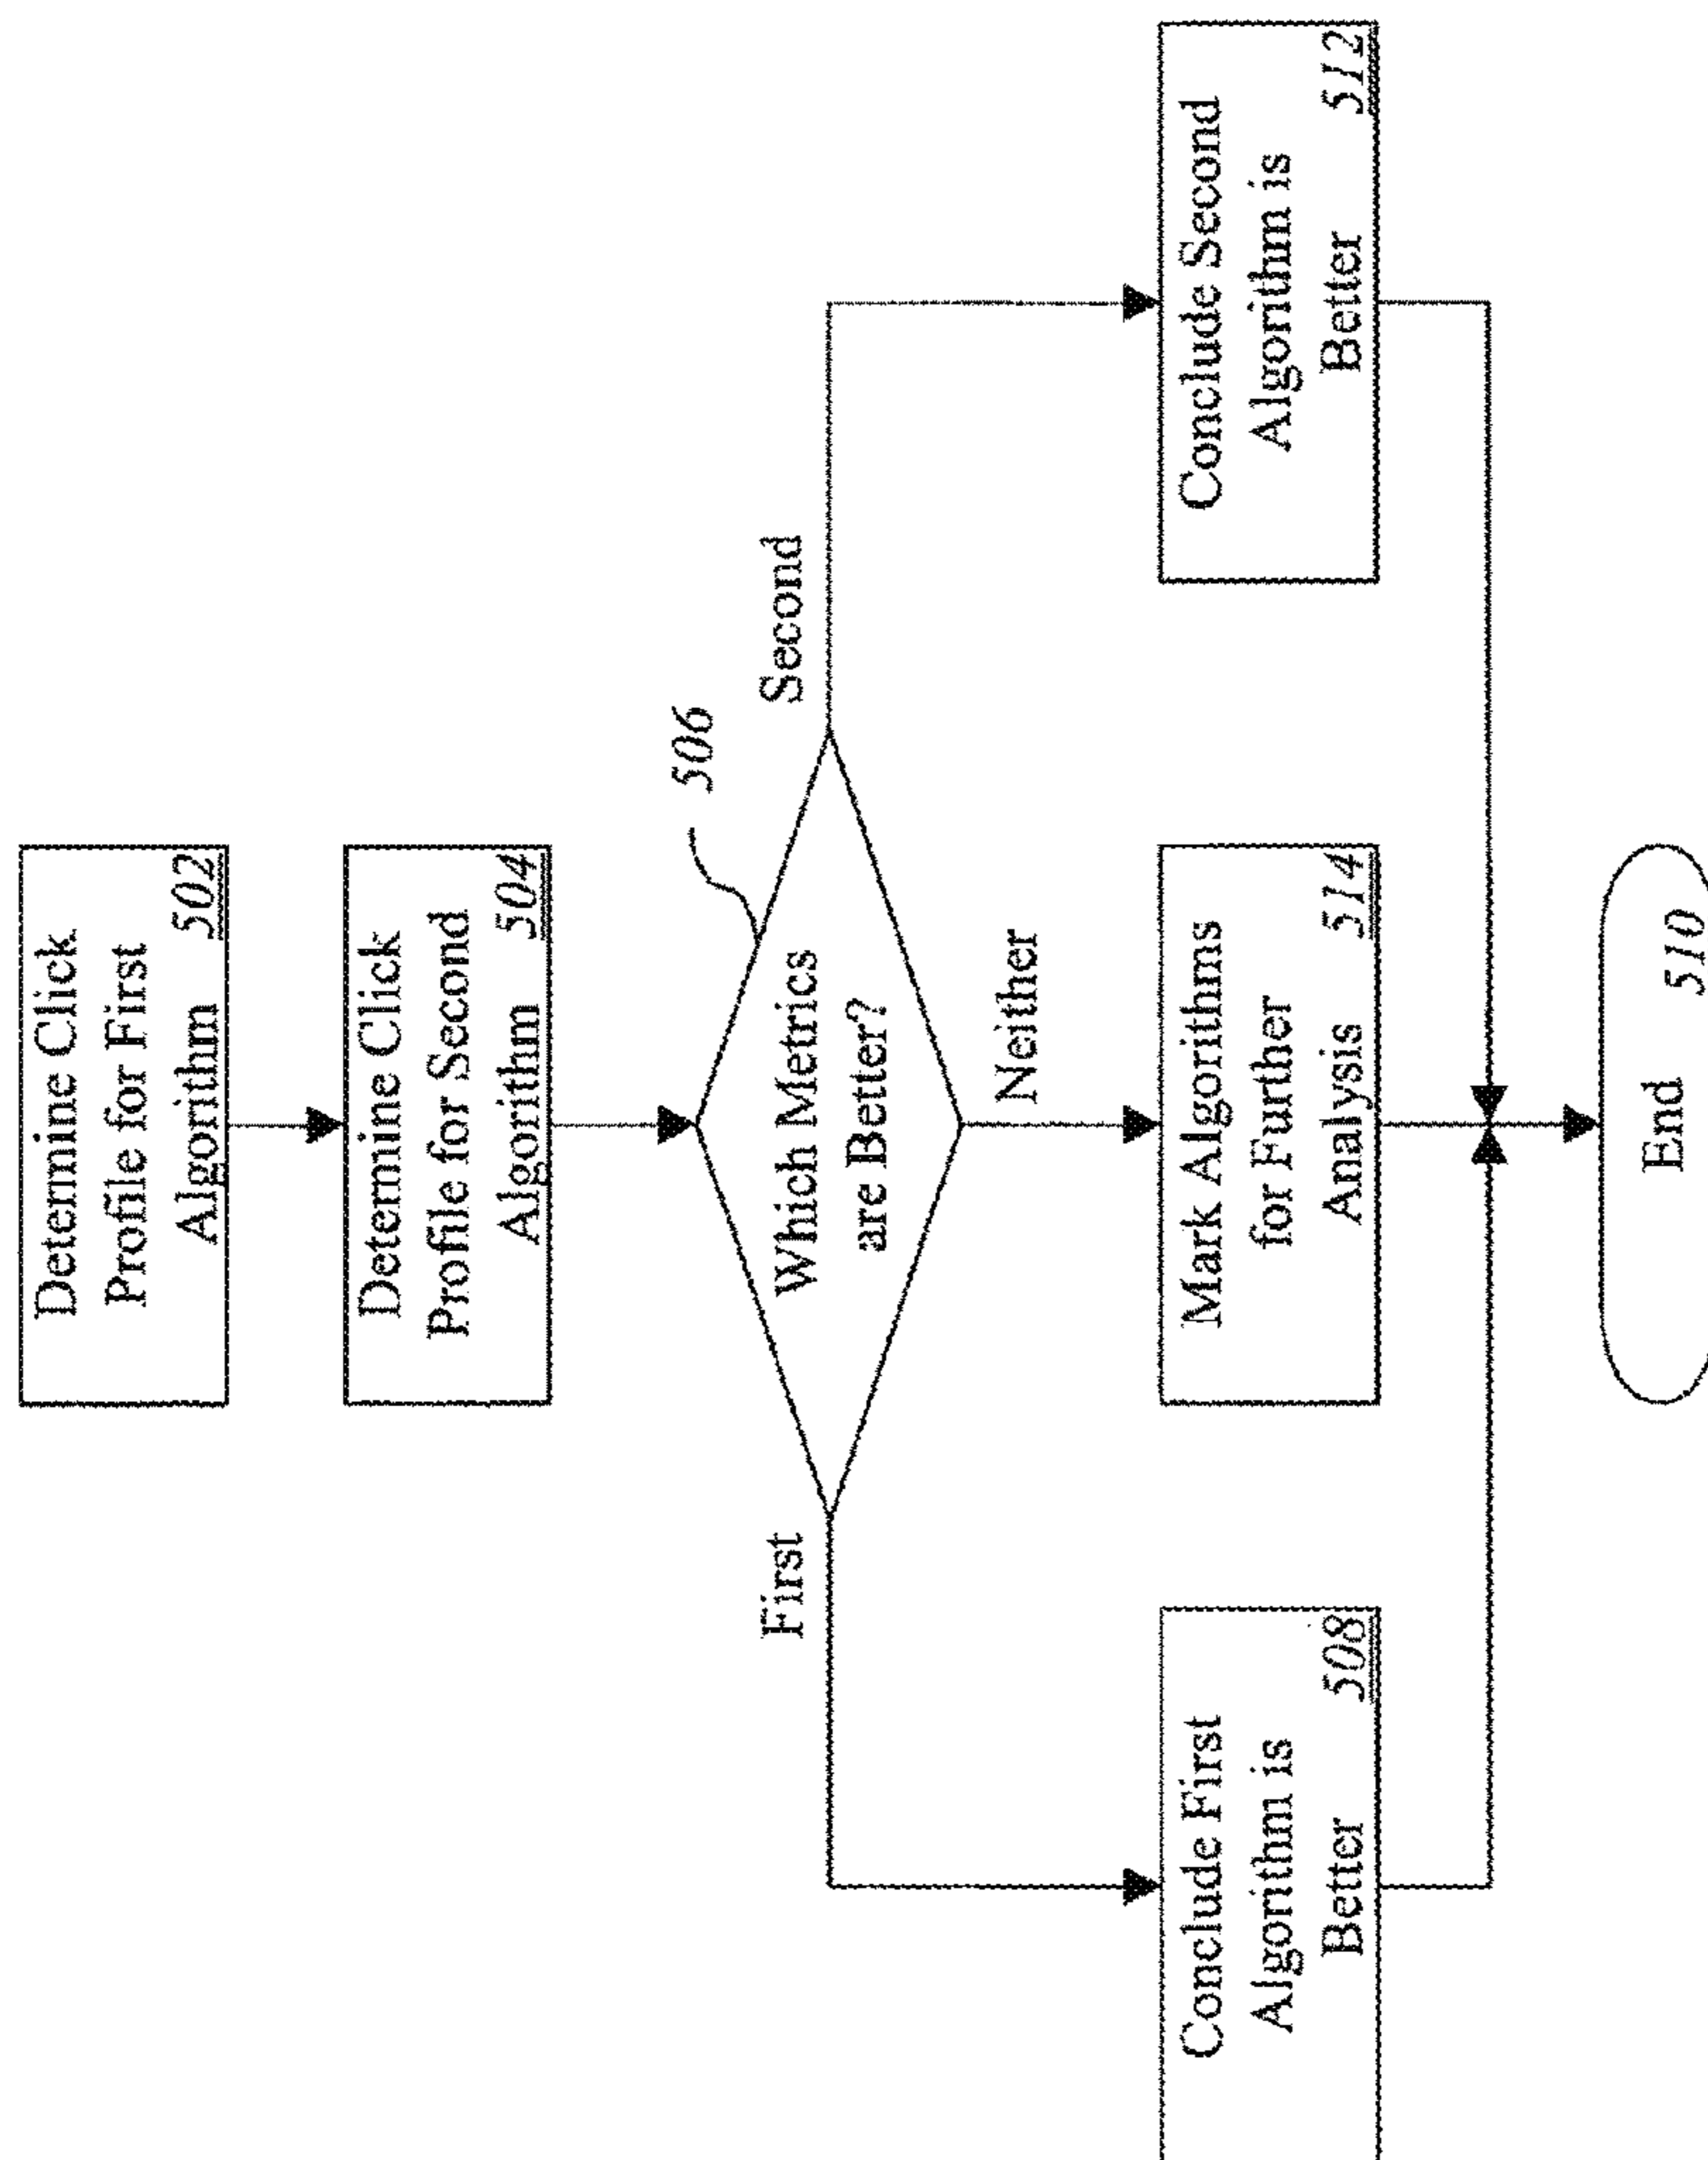 Determine Click
Profile for First
Algorithm 502
Determine Click
Profile for Second
Algorithm 504
506
First
Which Metrics
are Better?
Second
Neither
Conclude First
Algorithm is
Better 508
Mark Algorithms
for Further
Analysis 514
Conclude Second
Algorithm is
Better 512
End 510